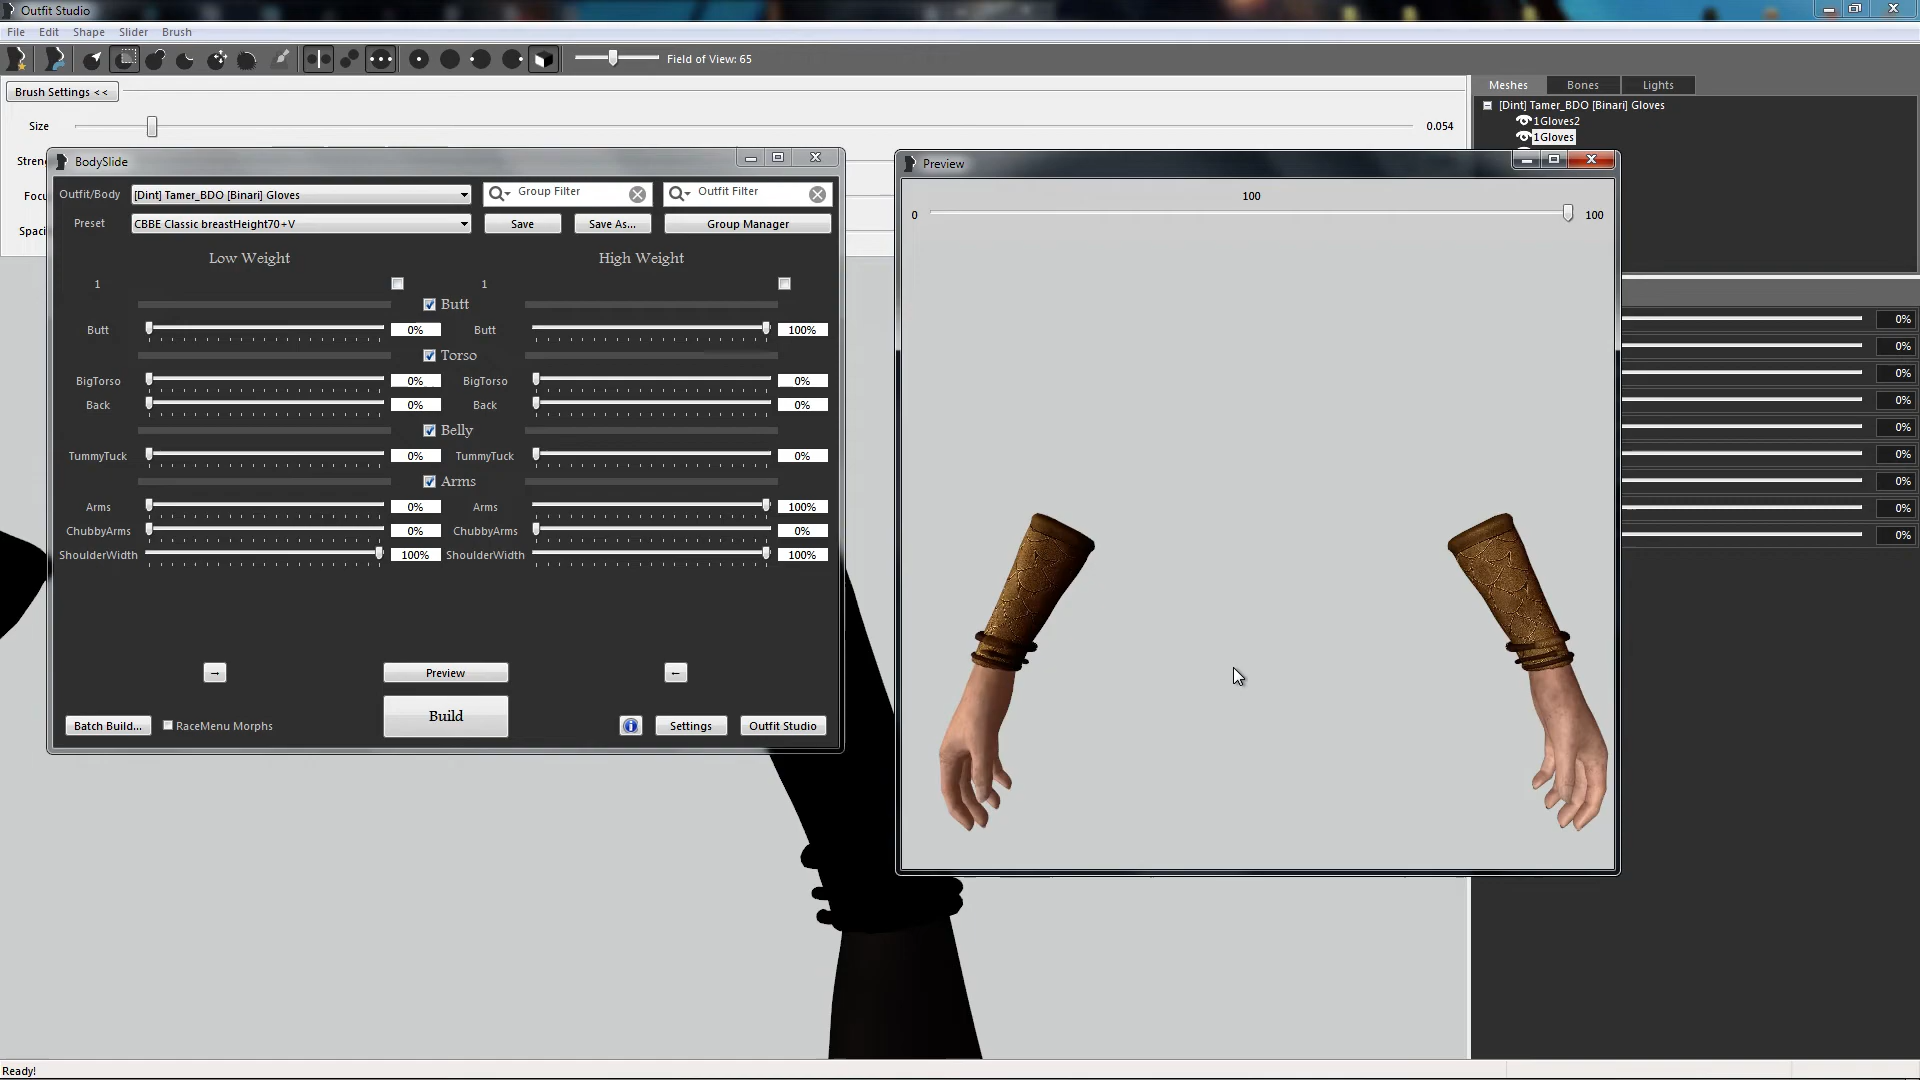 Outfit Studio
File Edit Shape Slider Brush
Field of View: 65
Brush Settings <<
Size 0.054
Streng
Focu
Spaci
Meshes Bones Lights
[Dint] Tamer_BDO [Binari] Gloves
1Gloves2
1Gloves
BodySlide
Outfit/Body [Dint] Tamer_BDO [Binari] Gloves Group Filter Outfit Filter
Preset CBBE Classic breastHeight70+V Save Save As... Group Manager
Low Weight High Weight
1 1
Butt
Butt 0% Butt 100%
Torso
BigTorso 0% BigTorso 0%
Back 0% Back 0%
Belly
TummyTuck 0% TummyTuck 0%
Arms
Arms 0% Arms 100%
ChubbyArms 0% ChubbyArms 0%
ShoulderWidth 100% ShoulderWidth 100%
→ Preview ←
Build
Batch Build... RaceMenu Morphs Settings Outfit Studio
Preview
100
0 100
0%
0%
0%
0%
0%
0%
0%
0%
0%
Ready!